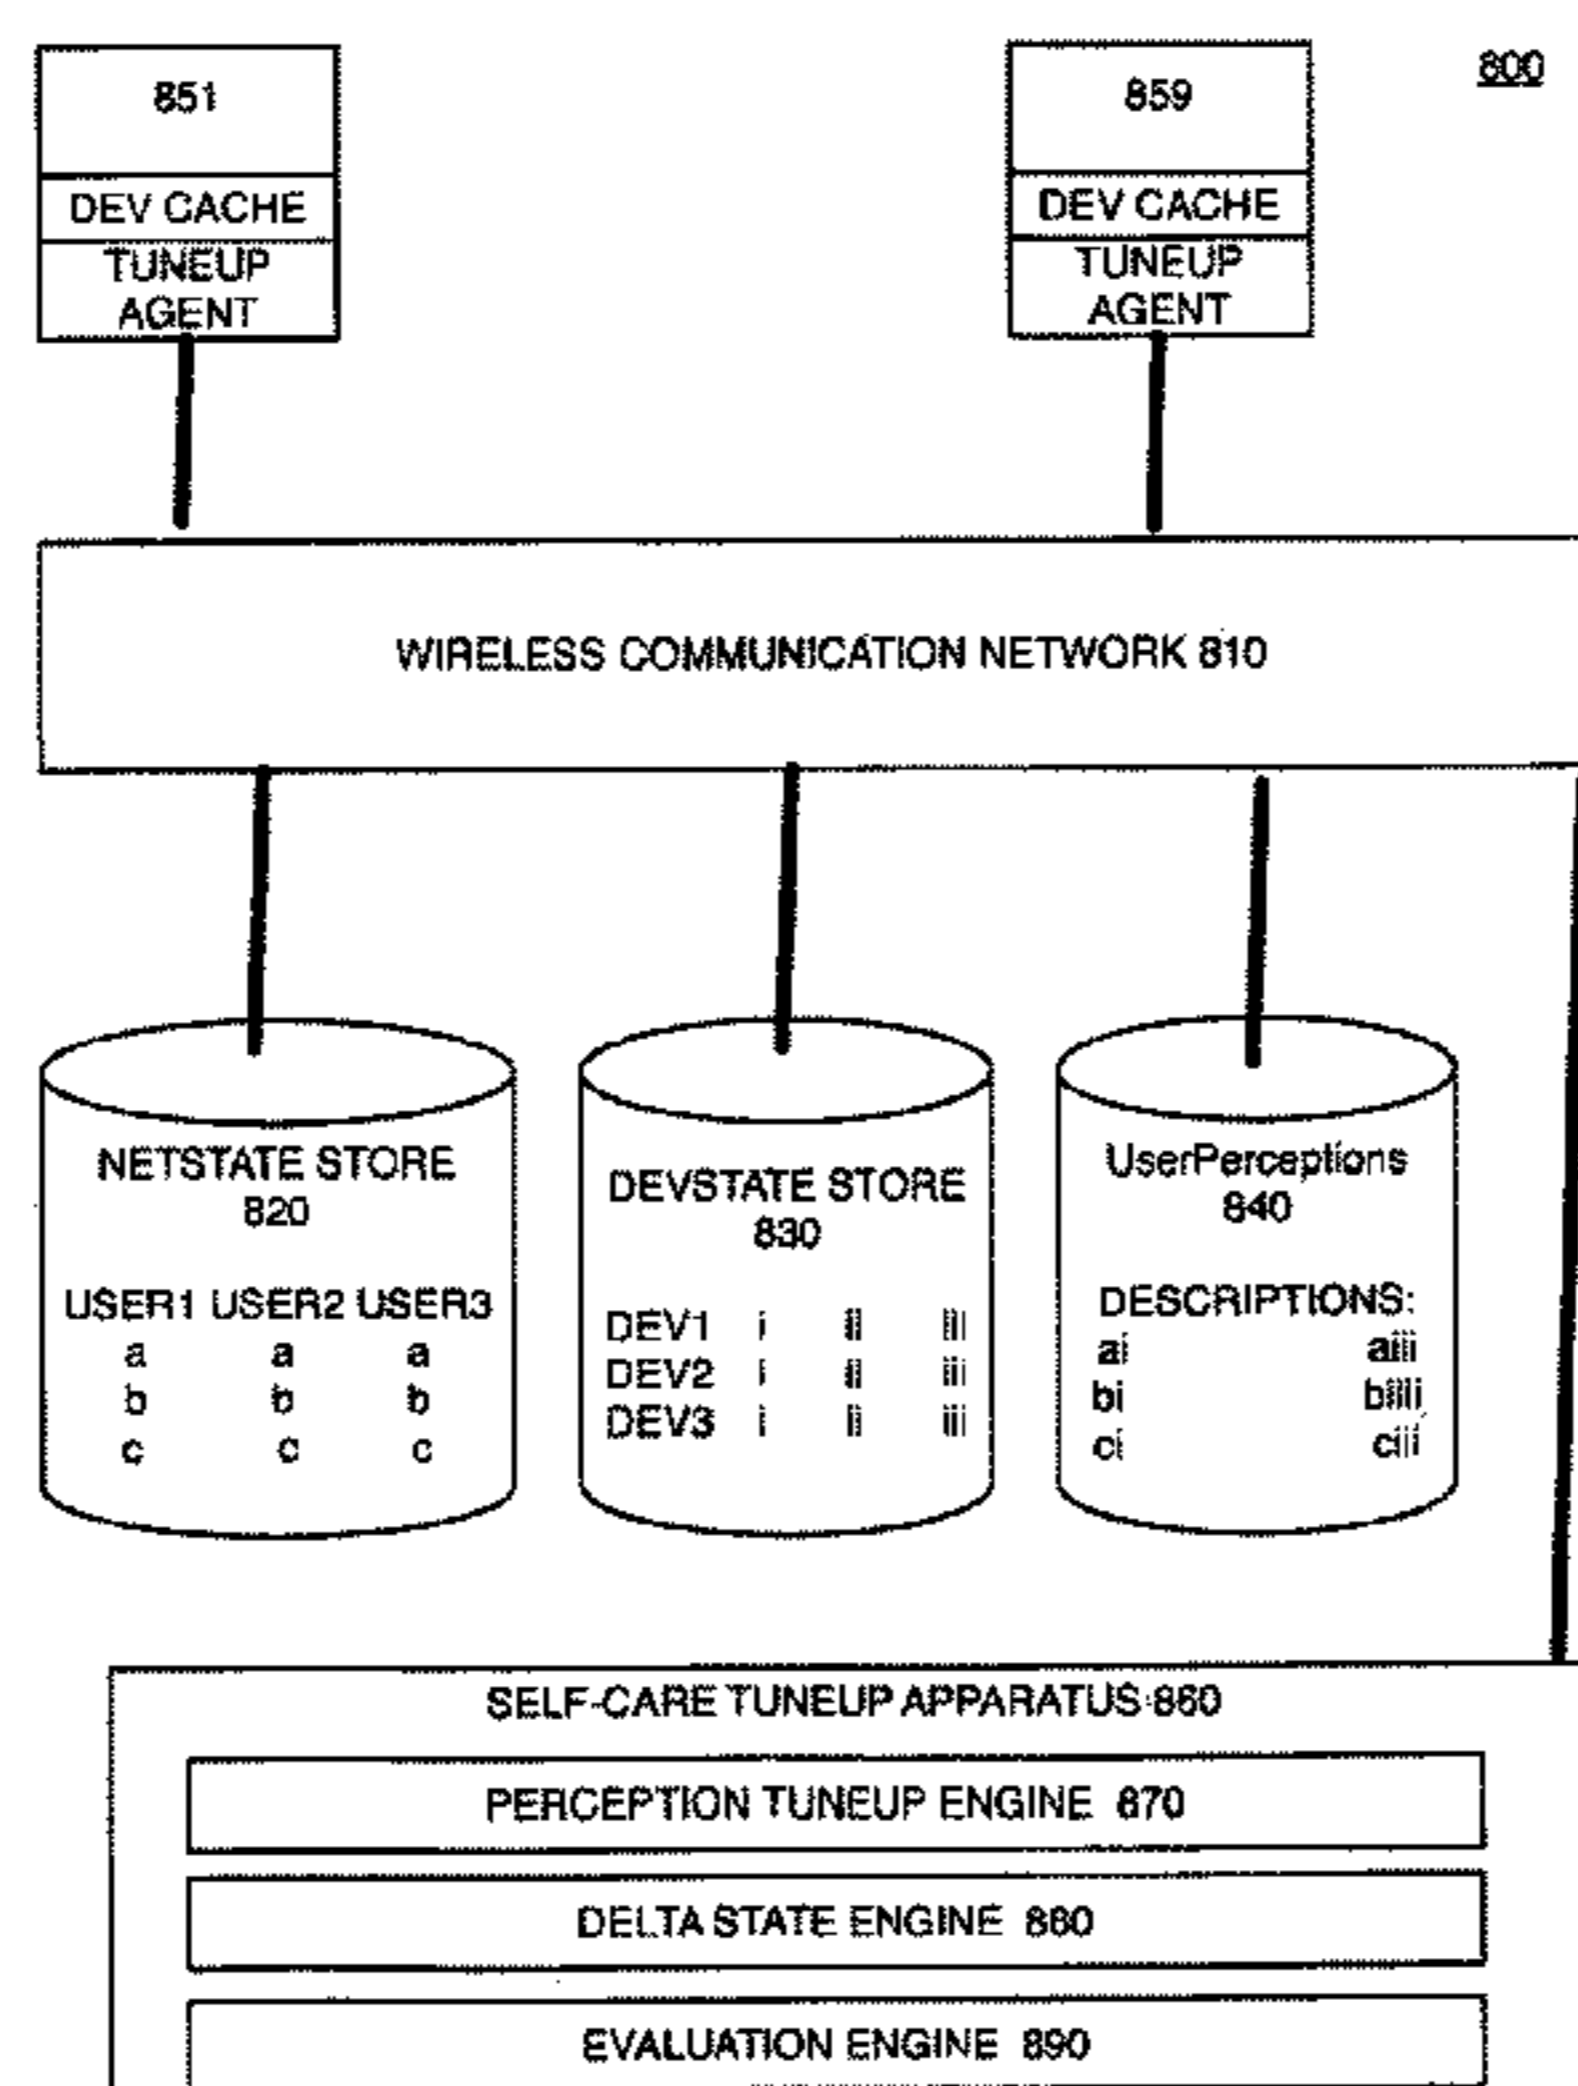 800
851
DEV CACHE
TUNEUP
AGENT
859
DEV CACHE
TUNEUP
AGENT
WIRELESS COMMUNICATION NETWORK 810
NETSTATE STORE
820
USER1 USER2 USER3
a a a
b b b
c c c
DEVSTATE STORE
830
DEV1 i ii iii
DEV2 i ii iii
DEV3 i ii iii
UserPerceptions
840
DESCRIPTIONS:
ai aiii
bi biiii
ci ciii
SELF-CARE TUNEUP APPARATUS 860
PERCEPTION TUNEUP ENGINE 870
DELTA STATE ENGINE 880
EVALUATION ENGINE 890